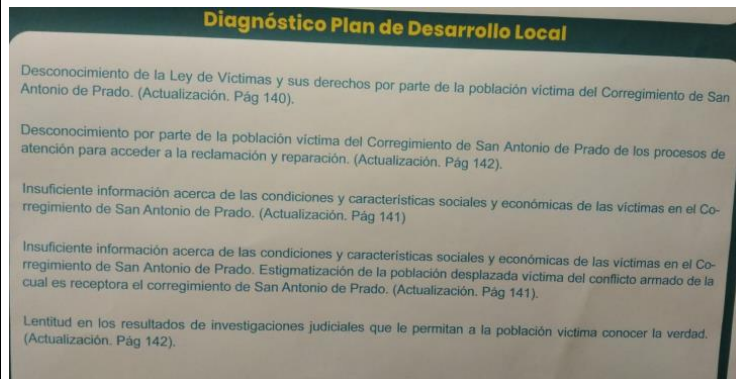 Diagnóstico Plan de Desarrollo Local
Desconocimiento de la Ley de Victimas y sus derechos por parte de la población víctima del Corregimiento de San
Antonio de Prado. (Actualización. Pág 140).
Desconocimiento por parte de la población víctima del Corregimiento de San Antonio de Prado de los procesos de
atención para acceder a la reclamación y reparación. (Actualización. Pág 142).
Insuficiente información acerca de las condiciones y características sociales y económicas de las víctimas en el Co-
rregimiento de San Antonio de Prado. (Actualización. Pág 141)
Insuficiente información acerca de las condiciones y características sociales y económicas de las víctimas en el Co-
rregimiento de San Antonio de Prado. Estigmatización de la población desplazada víctima del conflicto armado de la
cual es receptora el corregimiento de San Antonio de Prado. (Actualización. Pág 141).
Lentitud en los resultados de investigaciones judiciales que le permitan a la población víctima conocer la verdad.
(Actualización. Pág 142).